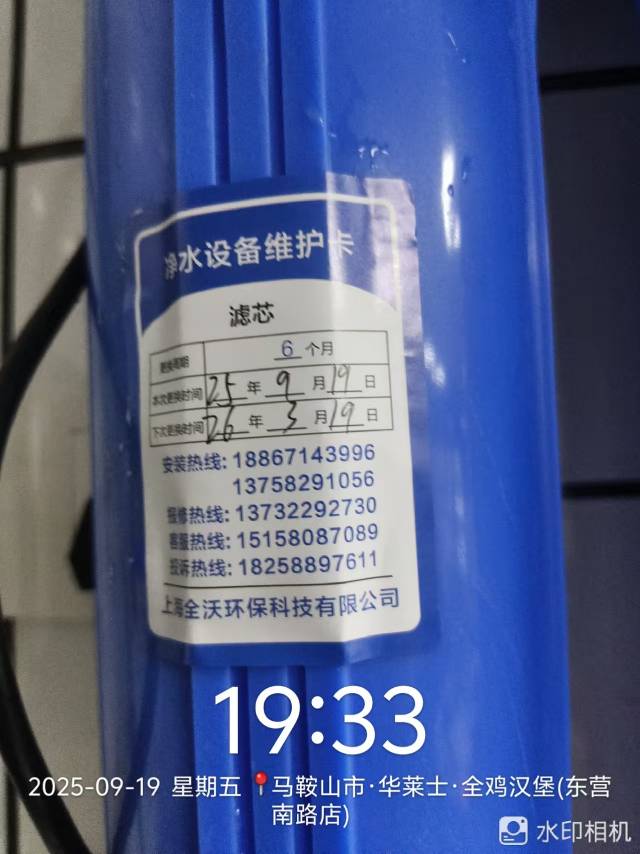 净水设备维护卡
滤芯
更换周期 6 个月
本次更换时间 25 年 9 月 19 日
下次更换时间 26 年 3 月 19 日
安装热线: 18867143996
13758291056
报修热线: 13732292730
客服热线: 15158087089
投诉热线: 18258897611
上海全沃环保科技有限公司
19:33
2025-09-19 星期五 📍马鞍山市·华莱士·全鸡汉堡(东营
南路店)
水印相机